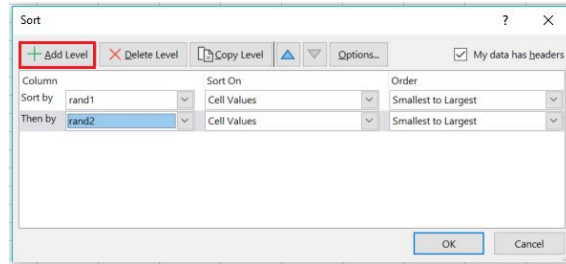 Sort ? ×
Add Level Delete Level Copy Level Options... My data has headers
Column Sort On Order
Sort by rand1 Cell Values Smallest to Largest
Then by rand2 Cell Values Smallest to Largest
OK Cancel